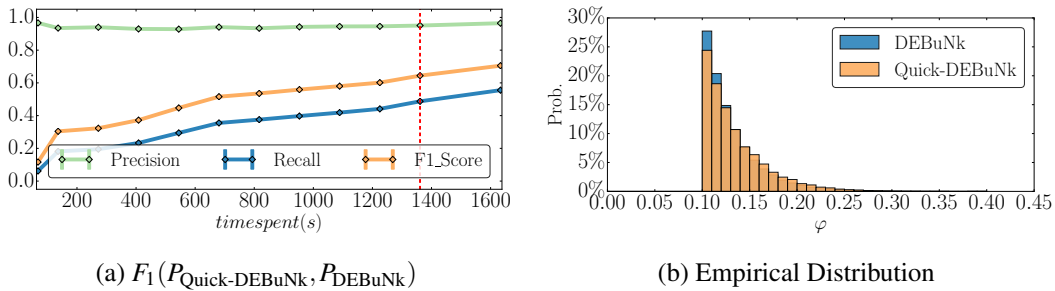 1.0
0.8
0.6
0.4
0.2
0.0
Precision Recall F1_Score
200 400 600 800 1000 1200 1400 1600
timespent(s)
(a) F1(PQuick-DEBuNk, PDEBuNk)
30%
25%
20%
15%
10%
5%
0%
Prob.
DEBuNk
Quick-DEBuNk
0.00 0.05 0.10 0.15 0.20 0.25 0.30 0.35 0.40 0.45
φ
(b) Empirical Distribution